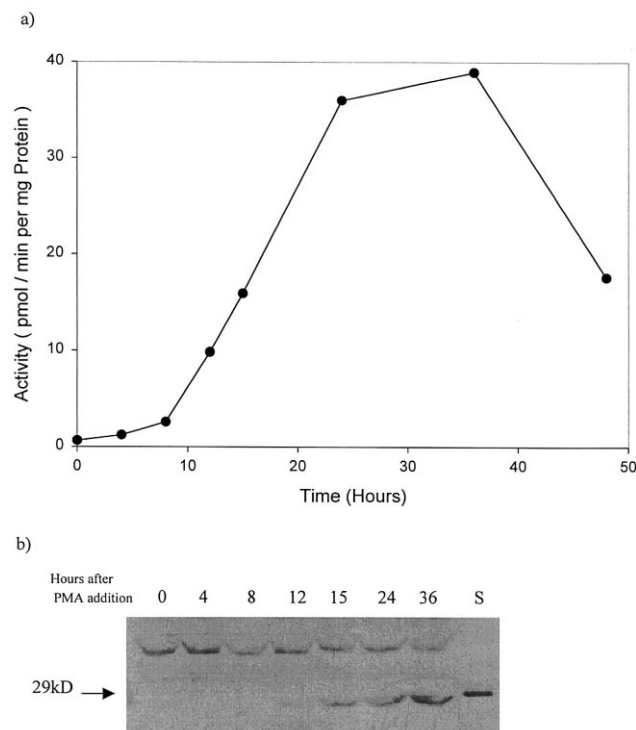 a)
40
30
20
10
0
Activity ( pmol / min per mg Protein )
0 10 20 30 40 50
Time (Hours)
b)
Hours after
PMA addition 0 4 8 12 15 24 36 S
29kD